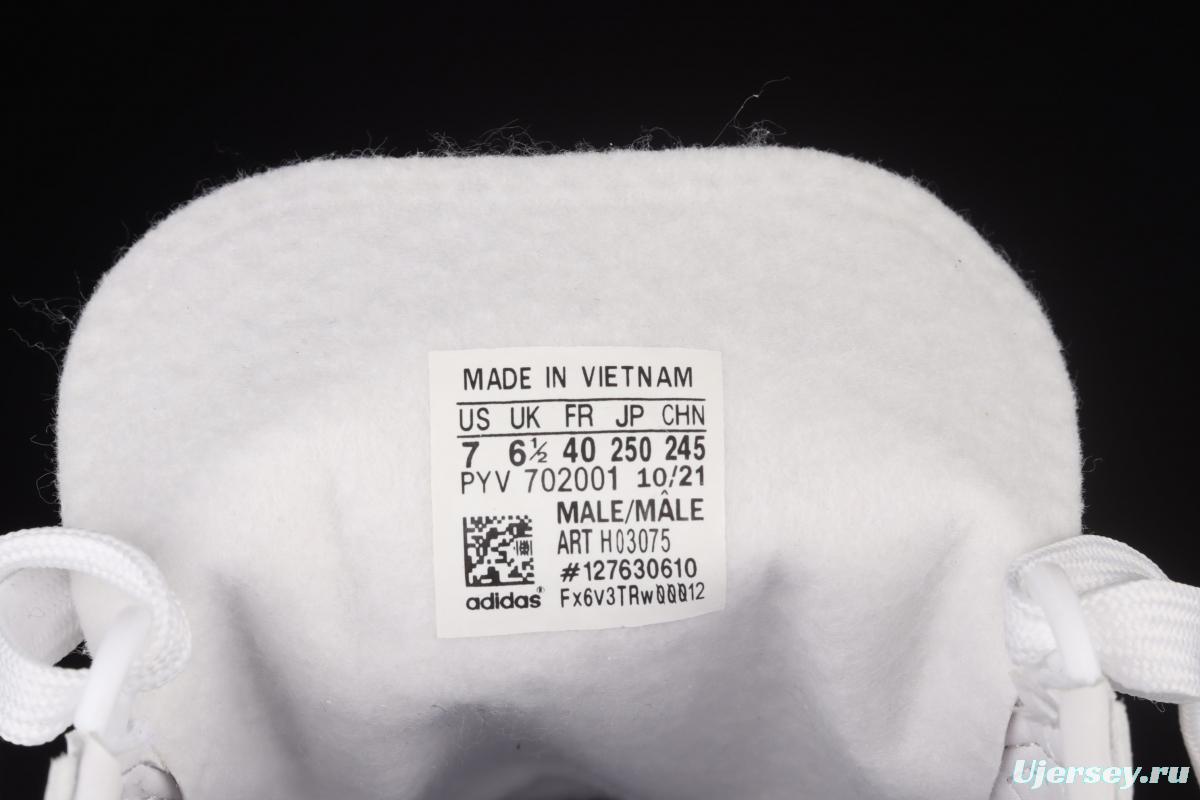 MADE IN VIETNAM
US UK FR JP CHN
7 6½ 40 250 245
PYV 702001 10/21
MALE/MÂLE
ART H03075
#127630610
adidas® Fx6v3TRw00012
Ujersey.ru